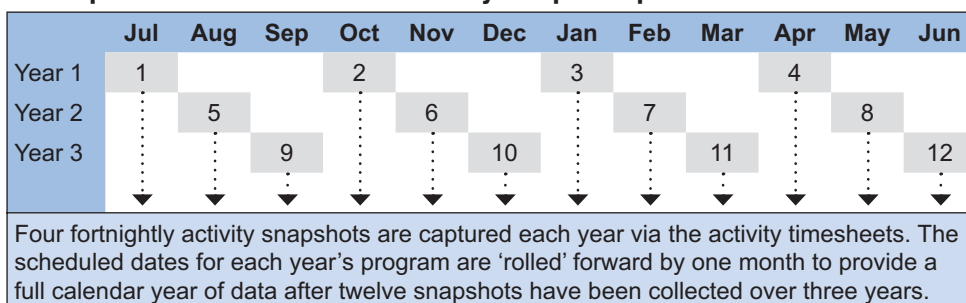 Jul Aug Sep Oct Nov Dec Jan Feb Mar Apr May Jun
Year 1 1 2 3 4
Year 2 5 6 7 8
Year 3 9 10 11 12
Four fortnightly activity snapshots are captured each year via the activity timesheets. The
scheduled dates for each year's program are ‘rolled’ forward by one month to provide a
full calendar year of data after twelve snapshots have been collected over three years.